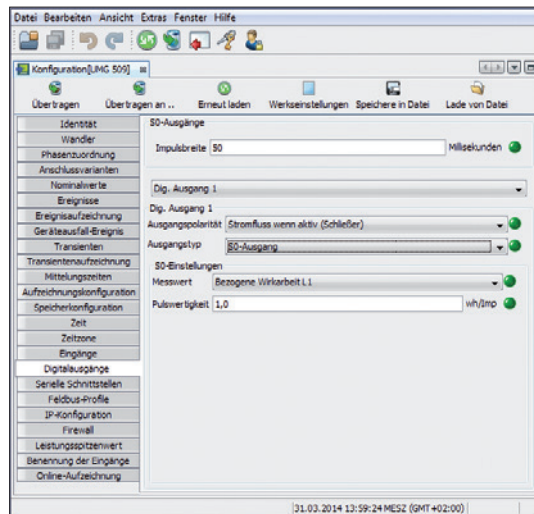 Datei Bearbeiten Ansicht Extras Fenster Hilfe
Konfiguration[UMG 509]
Übertragen Übertragen an .. Erneut laden Werkseinstellungen Speichere in Datei Lade von Datei
Identität
Wandler
Phasenzuordnung
Anschlussvarianten
Nominalwerte
Ereignisse
Ereignisaufzeichnung
Geräteausfall-Ereignis
Transienten
Transientenaufzeichnung
Mittelungszeiten
Aufzeichnungskonfiguration
Speicherkonfiguration
Zeit
Zeitzone
Eingänge
Digitalausgänge
Serielle Schnittstellen
Feldbus-Profile
IP-Konfiguration
Firewall
Leistungsspitzenwert
Benennung der Eingänge
Online-Aufzeichnung
S0-Ausgänge
Impulsbreite 50 Millisekunden
Dig. Ausgang 1
Dig. Ausgang 1
Ausgangspolarität Stromfluss wenn aktiv (Schließer)
Ausgangstyp S0-Ausgang
S0-Einstellungen
Messwert Bezogene Wirkarbeit L1
Pulswertigkeit 1,0 wh/Imp
31.03.2014 13:59:24 MESZ (GMT+02:00)